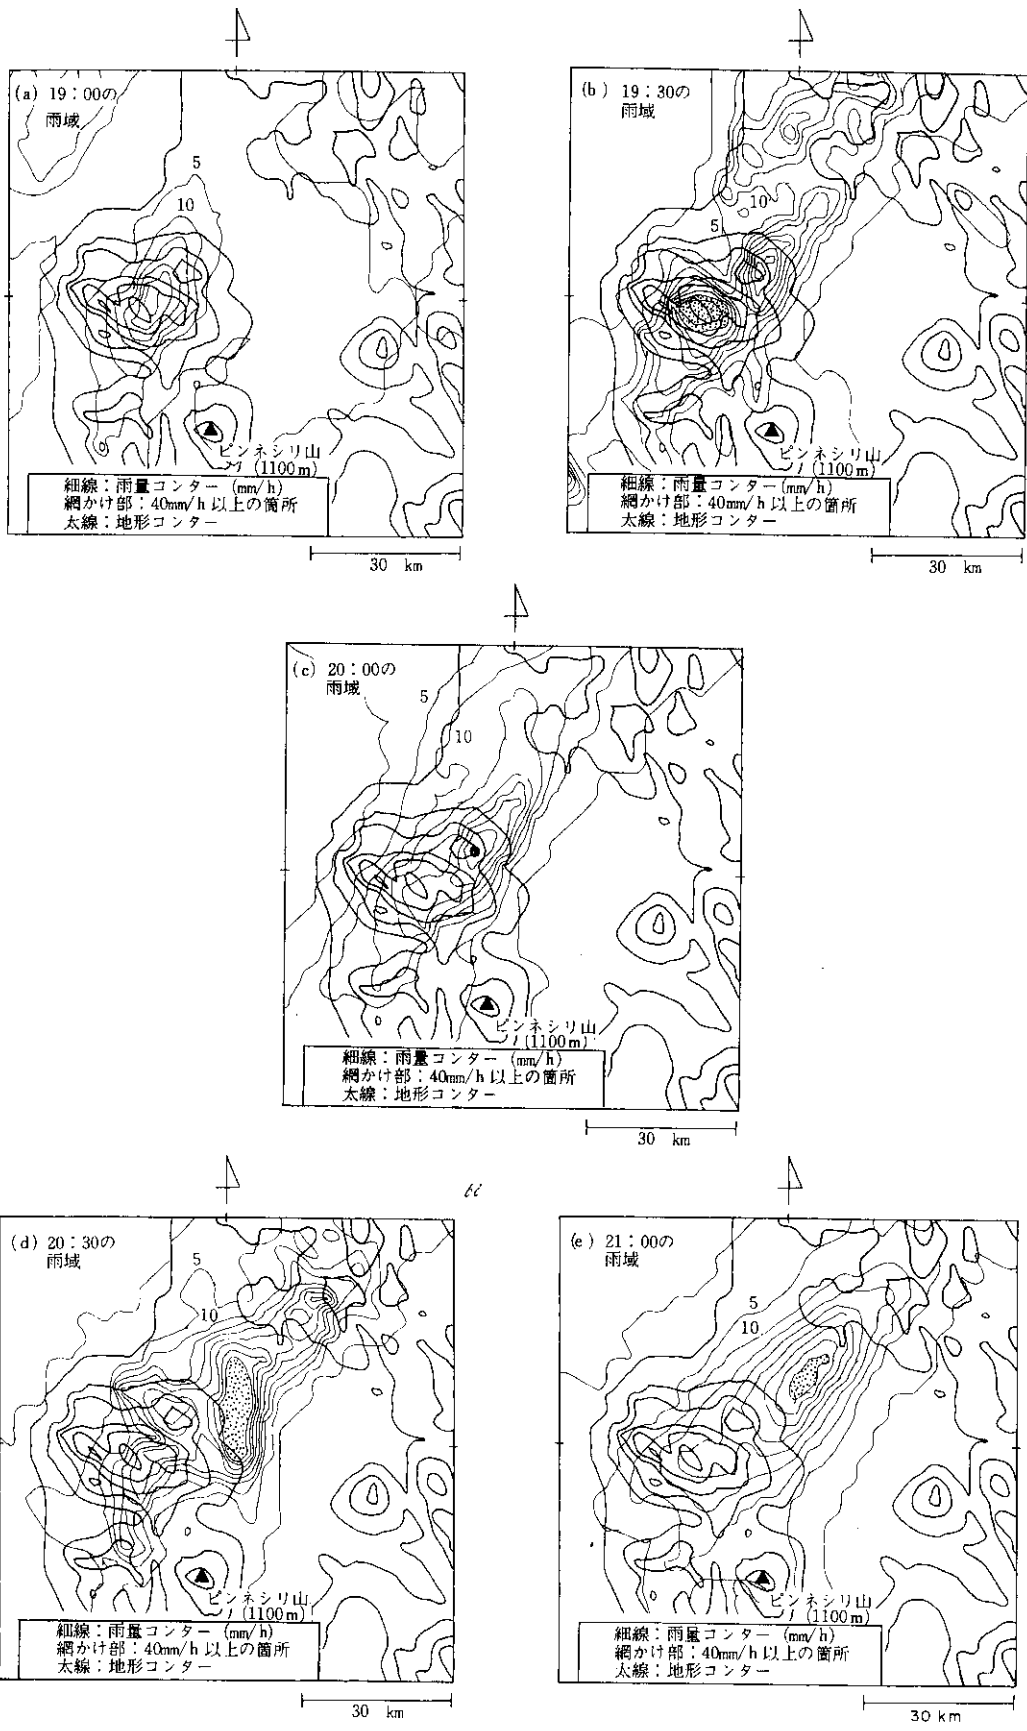 (a) 19:00の
雨域
5
10
ピンネシリ山
(1100m)
細線:雨量コンター (mm/h)
網かけ部:40mm/h 以上の箇所
太線:地形コンター
30 km
(b) 19:30の
雨域
10
5
ピンネシリ山
(1100m)
細線:雨量コンター (mm/h)
網かけ部:40mm/h 以上の箇所
太線:地形コンター
30 km
(c) 20:00の
雨域
5
10
ピンネシリ山
(1100m)
細線:雨量コンター (mm/h)
網かけ部:40mm/h 以上の箇所
太線:地形コンター
30 km
(d) 20:30の
雨域
5
10
ピンネシリ山
(1100m)
細線:雨量コンター (mm/h)
網かけ部:40mm/h 以上の箇所
太線:地形コンター
30 km
(e) 21:00の
雨域
5
10
ピンネシリ山
(1100m)
細線:雨量コンター (mm/h)
網かけ部:40mm/h 以上の箇所
太線:地形コンター
30 km